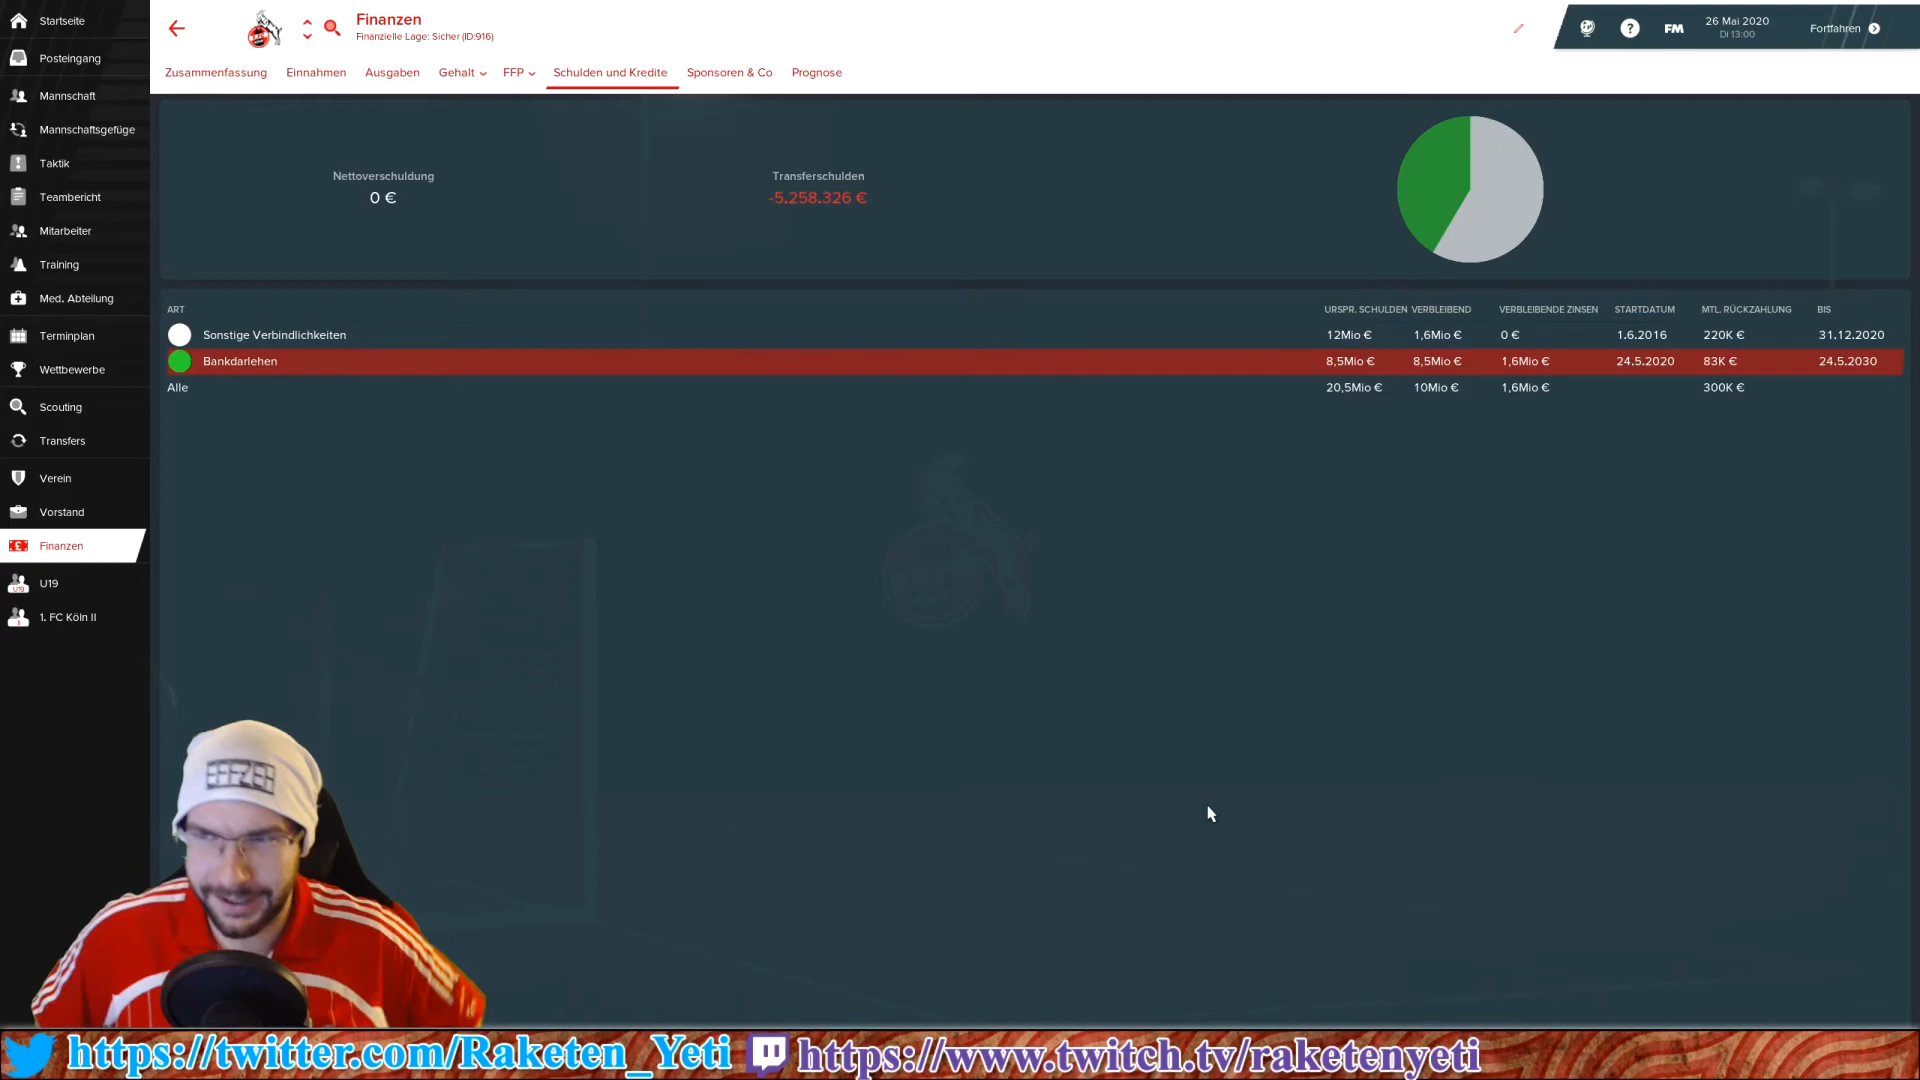 Startseite
Posteingang
Mannschaft
Mannschaftsgefüge
Taktik
Teambericht
Mitarbeiter
Training
Med. Abteilung
Terminplan
Wettbewerbe
Scouting
Transfers
Verein
Vorstand
Finanzen
U19
1. FC Köln II
Finanzen
Finanzielle Lage: Sicher (ID:916)
FM
26 Mai 2020
Di 13:00
Fortfahren
Zusammenfassung Einnahmen Ausgaben Gehalt FFP Schulden und Kredite Sponsoren & Co Prognose
Nettoverschuldung Transferschulden
0 € -5.258.326 €
ART URSPR. SCHULDEN VERBLEIBEND VERBLEIBENDE ZINSEN STARTDATUM MTL. RÜCKZAHLUNG BIS
Sonstige Verbindlichkeiten 12Mio € 1,6Mio € 0 € 1.6.2016 220K € 31.12.2020
Bankdarlehen 8,5Mio € 8,5Mio € 1,6Mio € 24.5.2020 83K € 24.5.2030
Alle 20,5Mio € 10Mio € 1,6Mio € 300K €
EFFZEH
https://twitter.com/Raketen_Yeti https://www.twitch.tv/raketenyeti